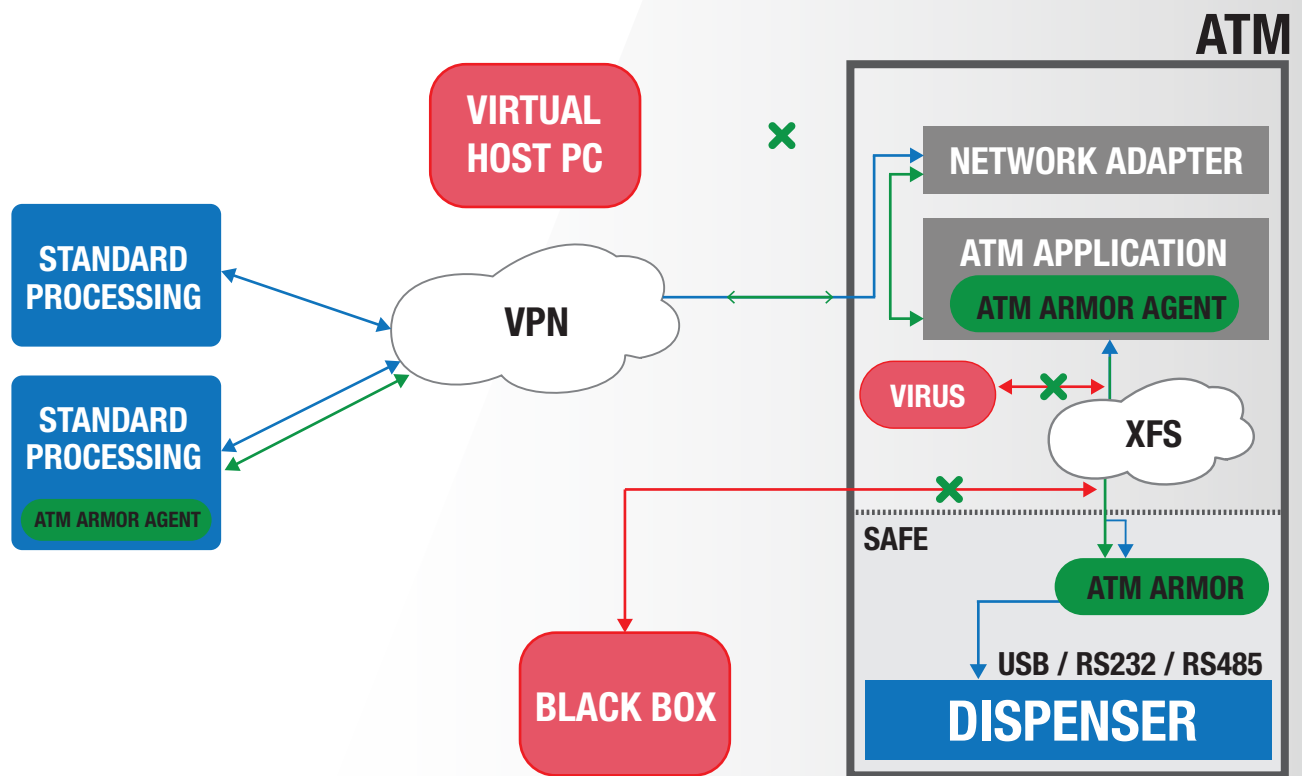 ATM
VIRTUAL
HOST PC
NETWORK ADAPTER
STANDARD
PROCESSING
ATM APPLICATION
ATM ARMOR AGENT
VPN
STANDARD
PROCESSING
ATM ARMOR AGENT
VIRUS
XFS
SAFE
ATM ARMOR
USB / RS232 / RS485
BLACK BOX
DISPENSER